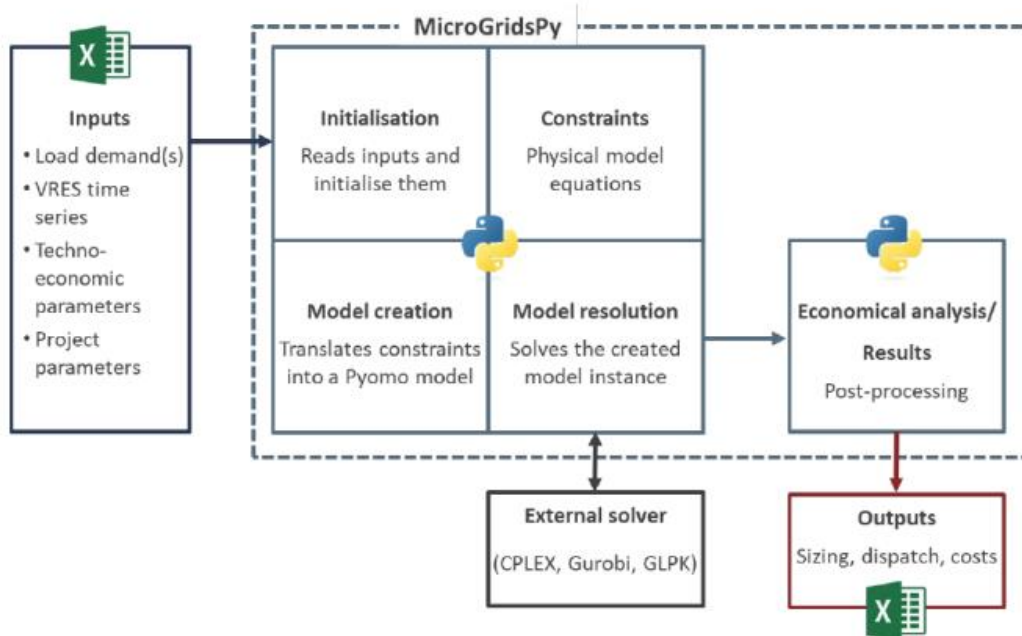 MicroGridsPy
X
Inputs
• Load demand(s)
• VRES time
series
• Techno-
economic
parameters
• Project
parameters
Initialisation
Reads inputs and
initialise them
Constraints
Physical model
equations
Model creation
Translates constraints
into a Pyomo model
Model resolution
Solves the created
model instance
Economical analysis/
Results
Post-processing
External solver
(CPLEX, Gurobi, GLPK)
Outputs
Sizing, dispatch, costs
X